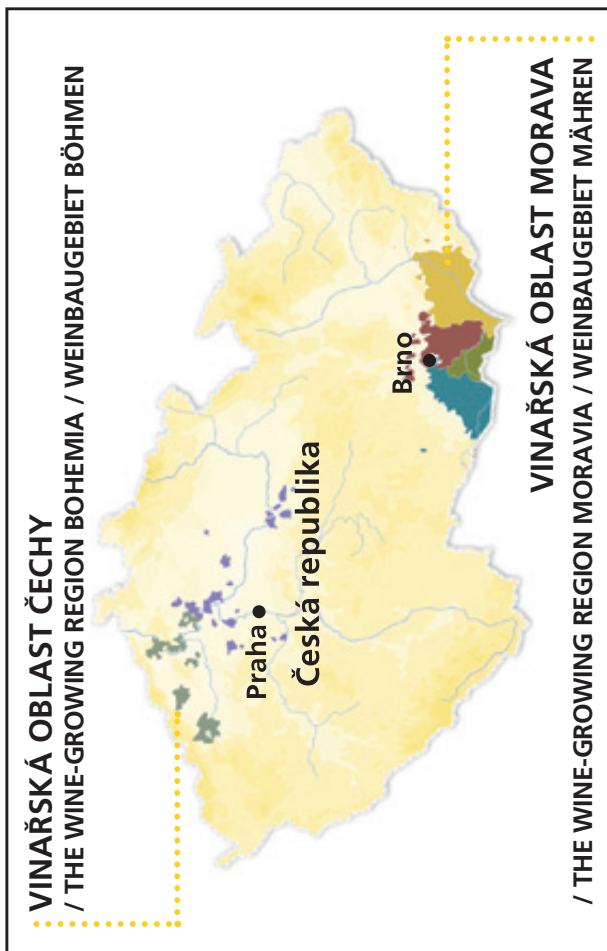 VINAŘSKÁ OBLAST ČECHY
/ THE WINE-GROWING REGION BOHEMIA / WEINBAUGEBIET BÖHMEN
Praha
Česká republika
Brno
VINAŘSKÁ OBLAST MORAVA
/ THE WINE-GROWING REGION MORAVIA / WEINBAUGEBIET MÄHREN